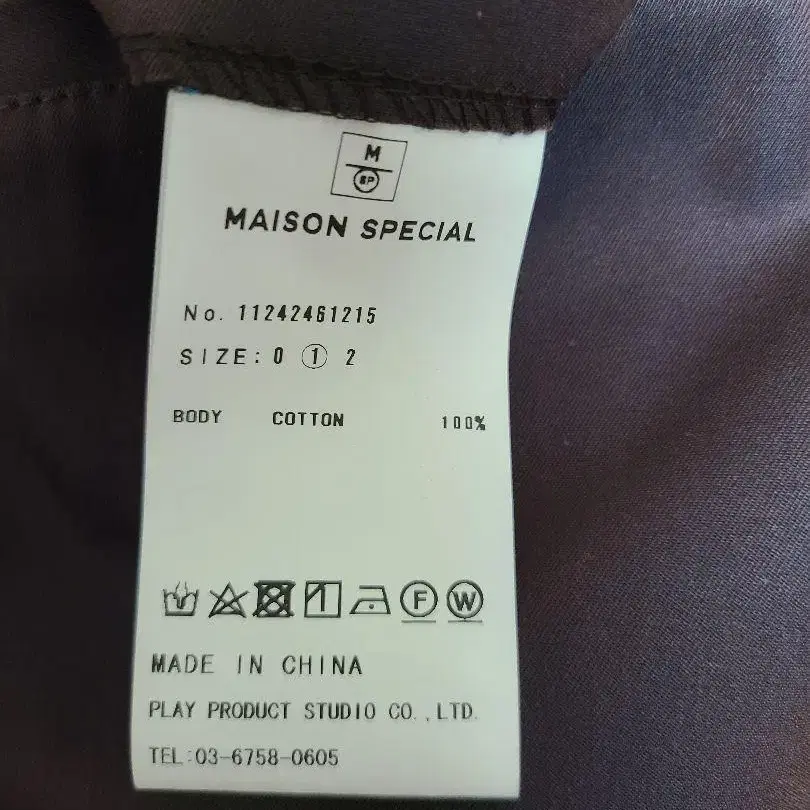 M
SP
MAISON SPECIAL
No. 11242461215
SIZE: 0 ① 2
BODY COTTON 100%
F W
MADE IN CHINA
PLAY PRODUCT STUDIO CO.,LTD.
TEL:03-6758-0605